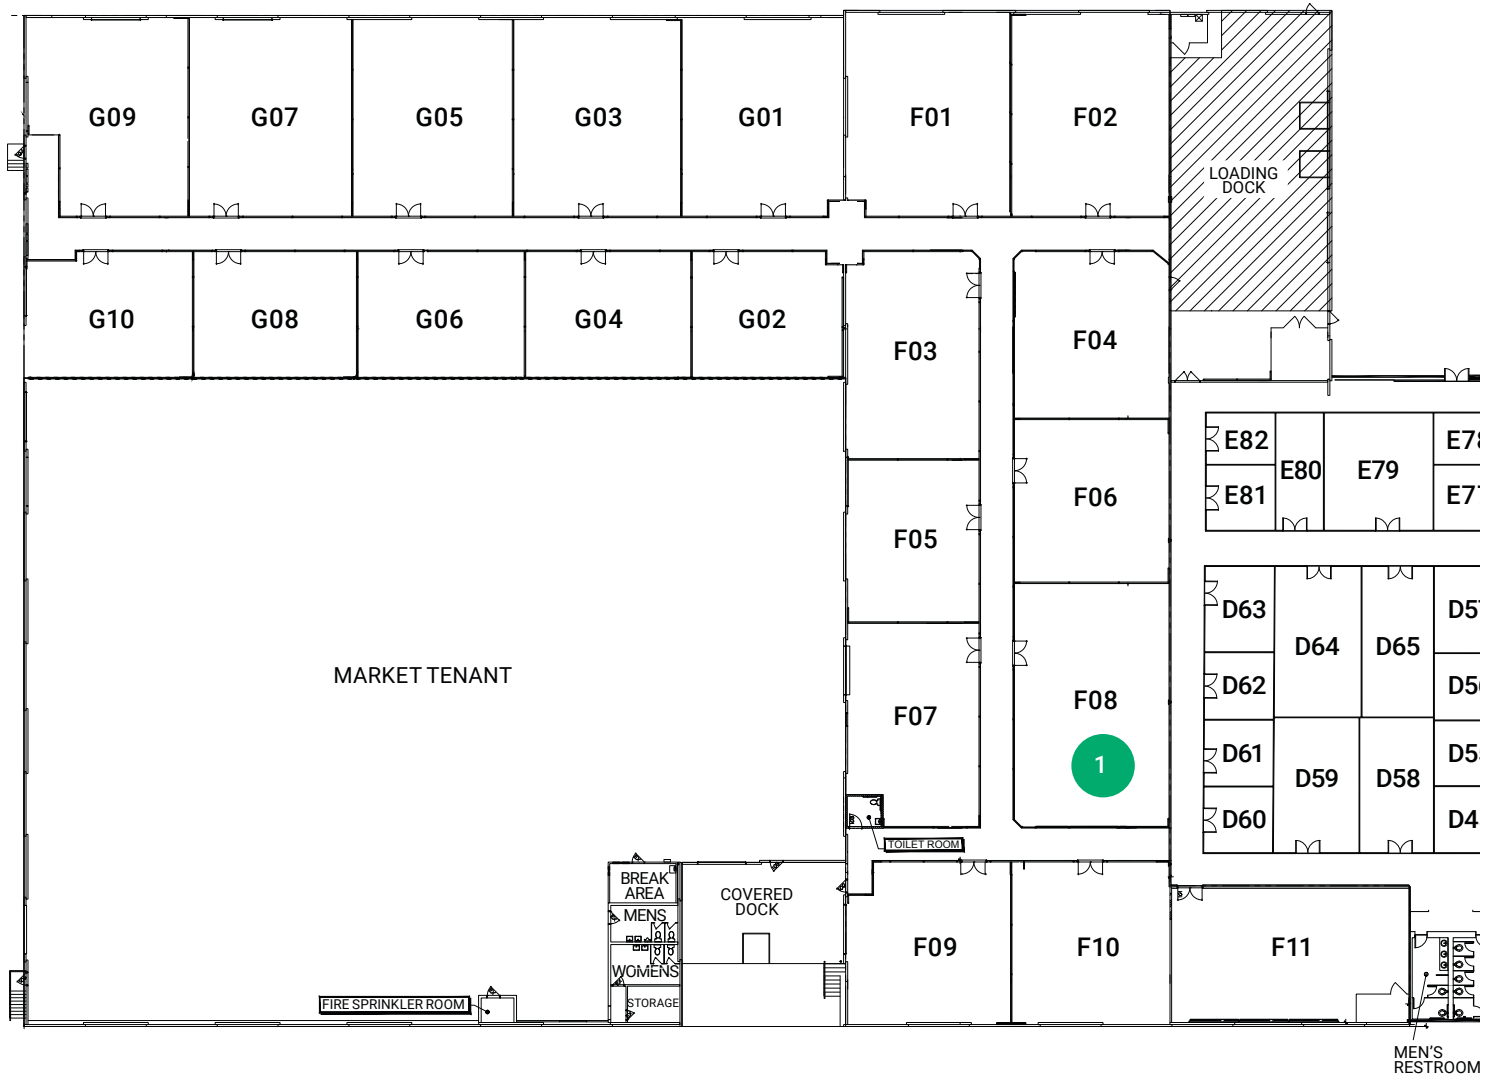 G09
G07
G05
G03
G01
F01
F02
LOADING
DOCK
G10
G08
G06
G04
G02
F03
F04
E82
E80
E79
E81
F06
F05
D63
D64
D65
D62
MARKET TENANT
F07
F08
1
D61
D59
D58
D60
TOILET ROOM
BREAK
AREA
MENS
WOMENS
STORAGE
COVERED
DOCK
F09
F10
F11
FIRE SPRINKLER ROOM
MEN'S
RESTROOM